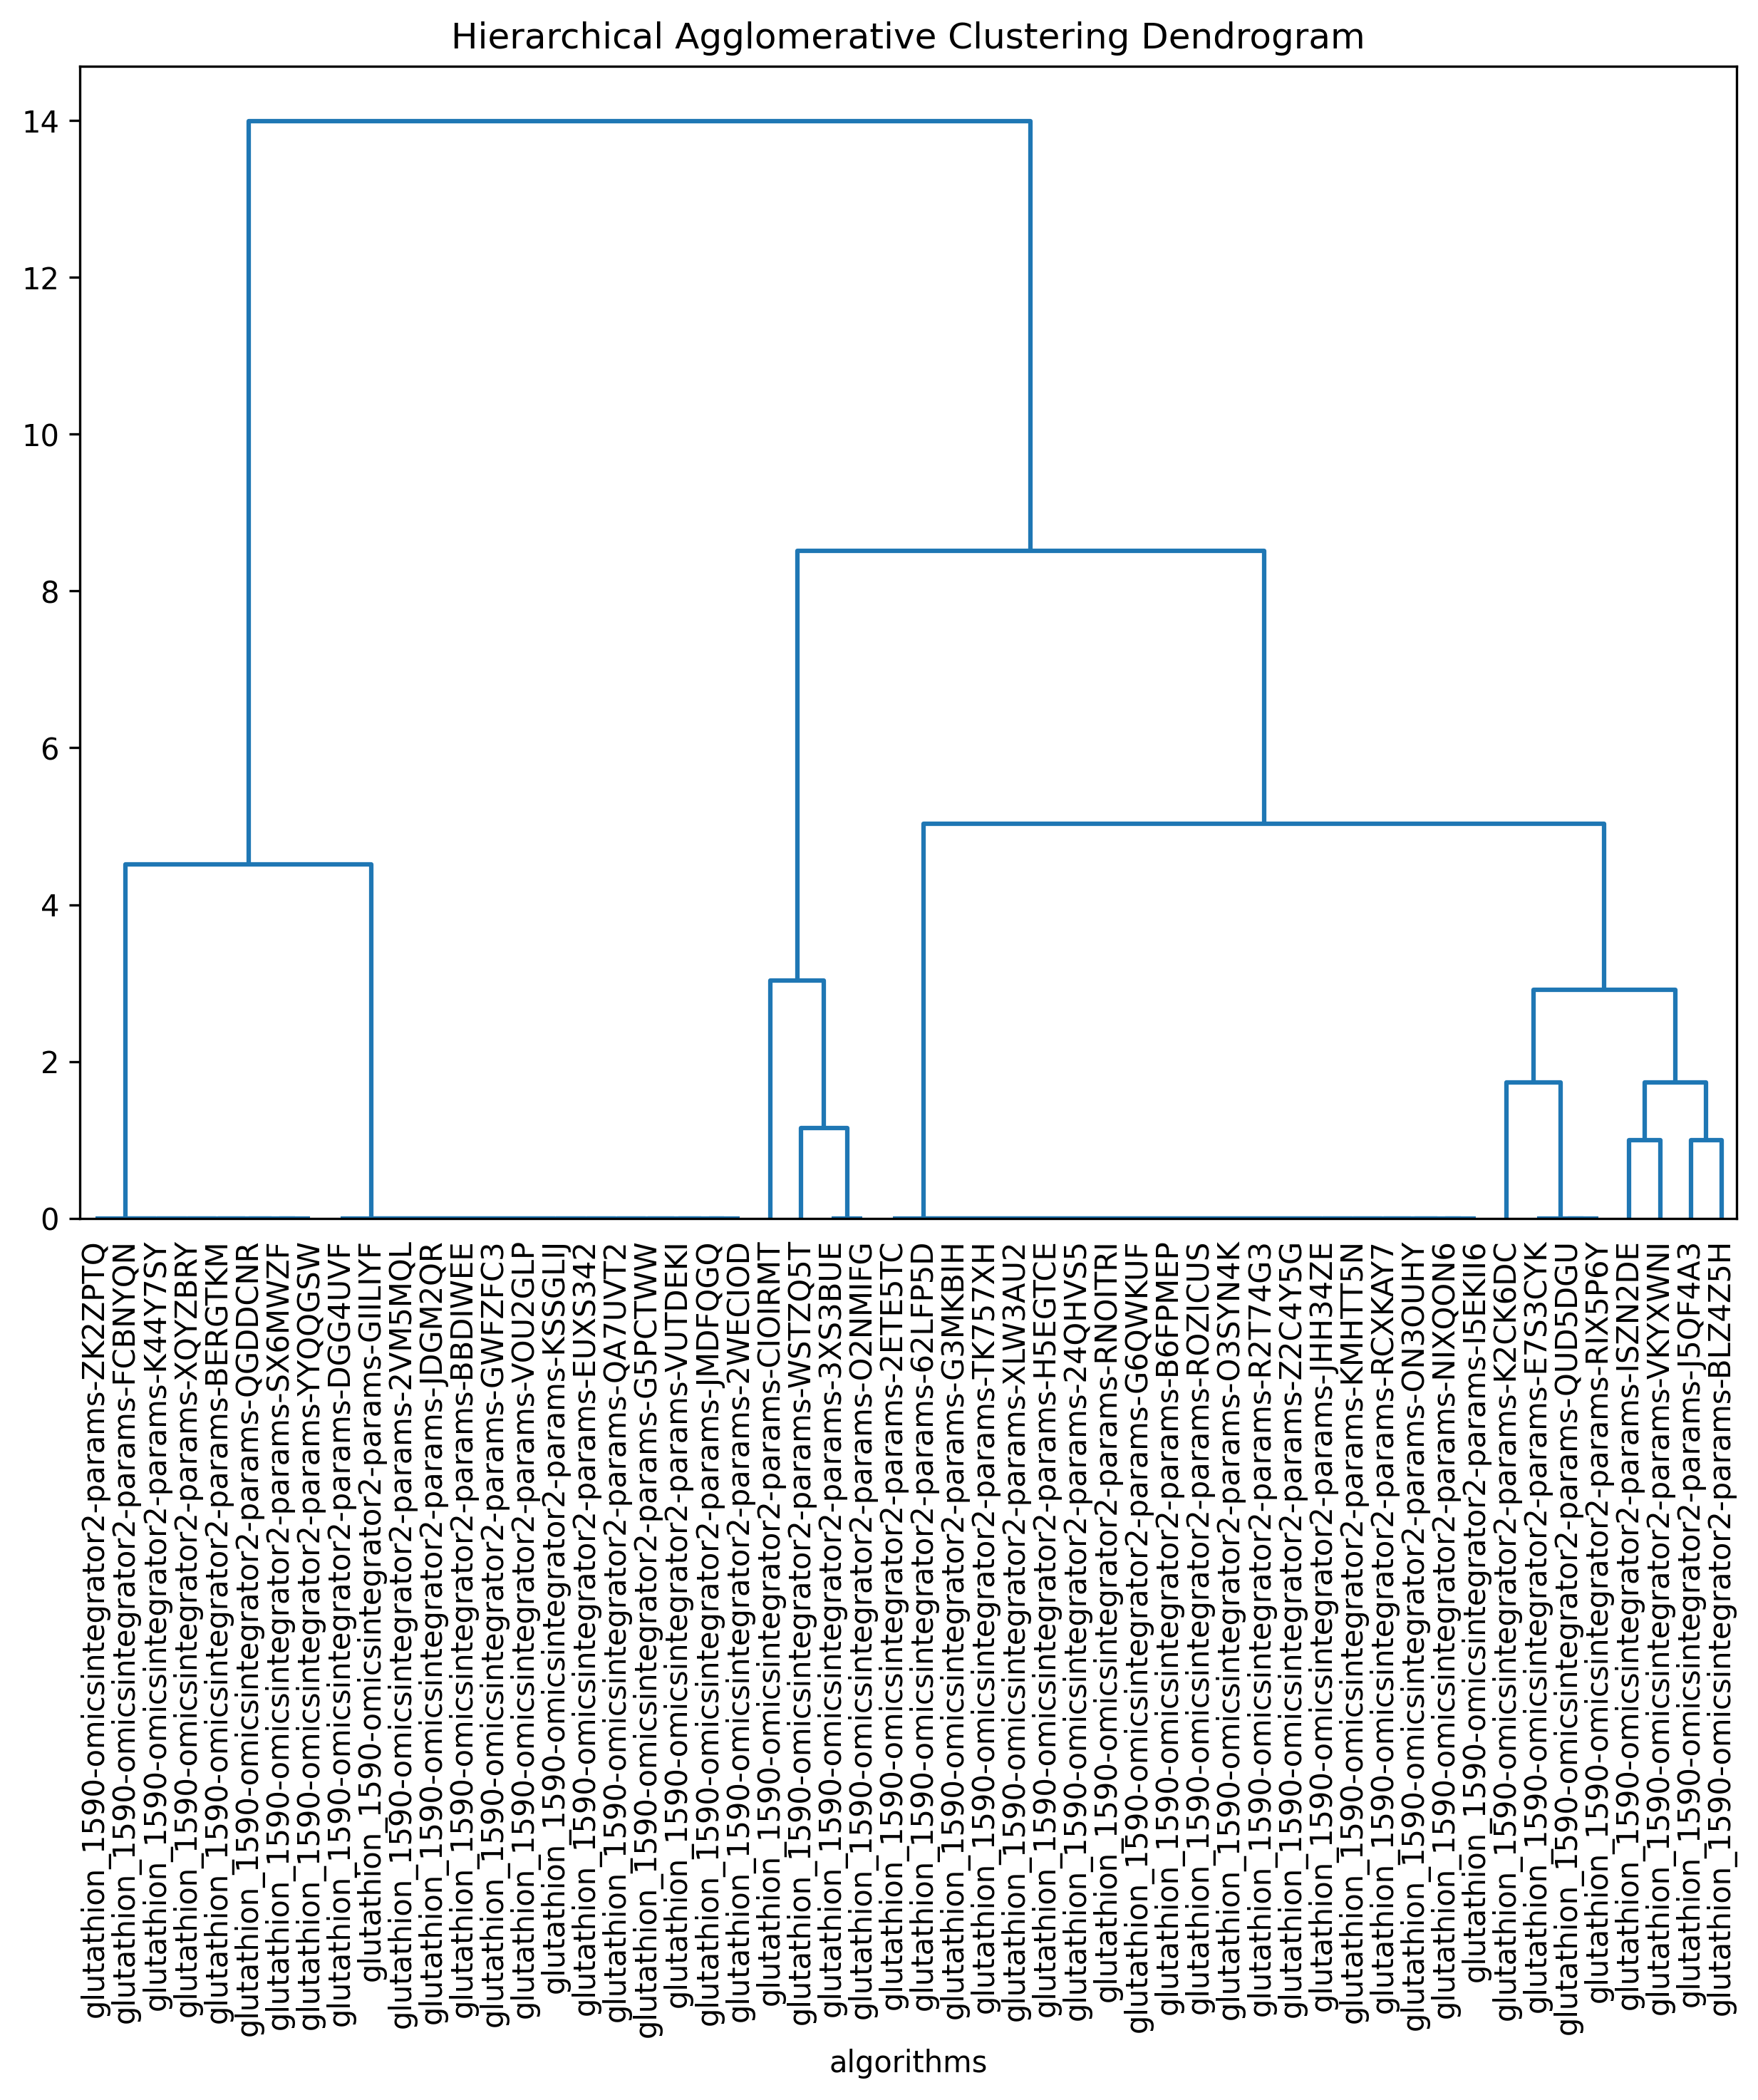 Hierarchical Agglomerative Clustering Dendrogram
14
12
10
8
6
4
2
0
glutathion_1590-omicsintegrator2-params-ZK2ZPTQ
glutathion_1590-omicsintegrator2-params-FCBNYQN
glutathion_1590-omicsintegrator2-params-K44Y7SY
glutathion_1590-omicsintegrator2-params-XQYZBRY
glutathion_1590-omicsintegrator2-params-BERGTKM
glutathion_1590-omicsintegrator2-params-QGDDCNR
glutathion_1590-omicsintegrator2-params-SX6MWZF
glutathion_1590-omicsintegrator2-params-YYQQGSW
glutathion_1590-omicsintegrator2-params-DGG4UVF
glutathion_1590-omicsintegrator2-params-GIILIYF
glutathion_1590-omicsintegrator2-params-2VM5MQL
glutathion_1590-omicsintegrator2-params-JDGM2QR
glutathion_1590-omicsintegrator2-params-BBDIWEE
glutathion_1590-omicsintegrator2-params-GWFZFC3
glutathion_1590-omicsintegrator2-params-VOU2GLP
glutathion_1590-omicsintegrator2-params-KSSGLIJ
glutathion_1590-omicsintegrator2-params-EUXS342
glutathion_1590-omicsintegrator2-params-QA7UVT2
glutathion_1590-omicsintegrator2-params-G5PCTWW
glutathion_1590-omicsintegrator2-params-VUTDEKI
glutathion_1590-omicsintegrator2-params-JMDFQGQ
glutathion_1590-omicsintegrator2-params-2WECIOD
glutathion_1590-omicsintegrator2-params-CIOIRMT
glutathion_1590-omicsintegrator2-params-WSTZQ5T
glutathion_1590-omicsintegrator2-params-3XS3BUE
glutathion_1590-omicsintegrator2-params-O2NMIFG
glutathion_1590-omicsintegrator2-params-2ETE5TC
glutathion_1590-omicsintegrator2-params-62LFP5D
glutathion_1590-omicsintegrator2-params-G3MKBIH
glutathion_1590-omicsintegrator2-params-TK757XH
glutathion_1590-omicsintegrator2-params-XLW3AU2
glutathion_1590-omicsintegrator2-params-H5EGTCE
glutathion_1590-omicsintegrator2-params-24QHVS5
glutathion_1590-omicsintegrator2-params-RNOITRI
glutathion_1590-omicsintegrator2-params-G6QWKUF
glutathion_1590-omicsintegrator2-params-B6FPMEP
glutathion_1590-omicsintegrator2-params-ROZICUS
glutathion_1590-omicsintegrator2-params-O3SYN4K
glutathion_1590-omicsintegrator2-params-R2T74G3
glutathion_1590-omicsintegrator2-params-Z2C4Y5G
glutathion_1590-omicsintegrator2-params-JHH34ZE
glutathion_1590-omicsintegrator2-params-KMHTT5N
glutathion_1590-omicsintegrator2-params-RCXKAY7
glutathion_1590-omicsintegrator2-params-ON3OUHY
glutathion_1590-omicsintegrator2-params-NIXQON6
glutathion_1590-omicsintegrator2-params-I5EKII6
glutathion_1590-omicsintegrator2-params-K2CK6DC
glutathion_1590-omicsintegrator2-params-E7S3CYK
glutathion_1590-omicsintegrator2-params-QUD5DGU
glutathion_1590-omicsintegrator2-params-RIX5P6Y
glutathion_1590-omicsintegrator2-params-ISZN2DE
glutathion_1590-omicsintegrator2-params-VKYXWNI
glutathion_1590-omicsintegrator2-params-J5QF4A3
glutathion_1590-omicsintegrator2-params-BLZ4Z5H
algorithms